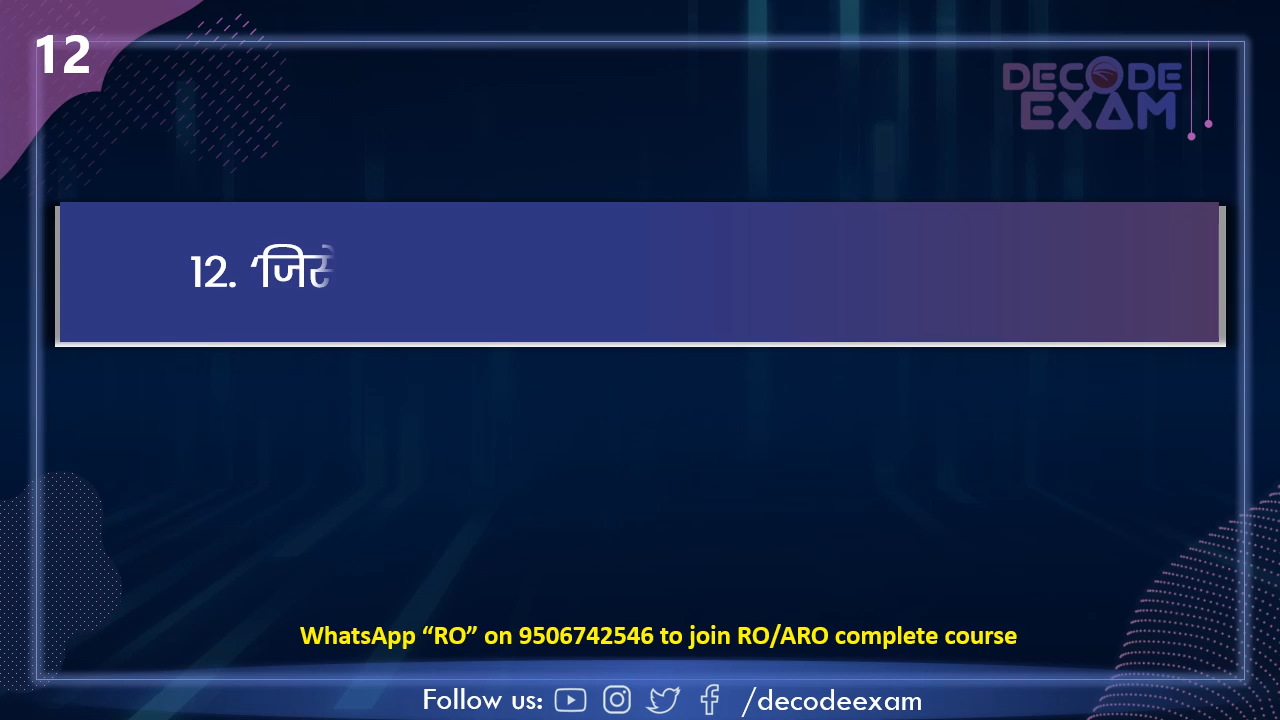 12
DECODE
EXAM
12.
WhatsApp “RO” on 9506742546 to join RO/ARO complete course
Follow us: /decodeexam